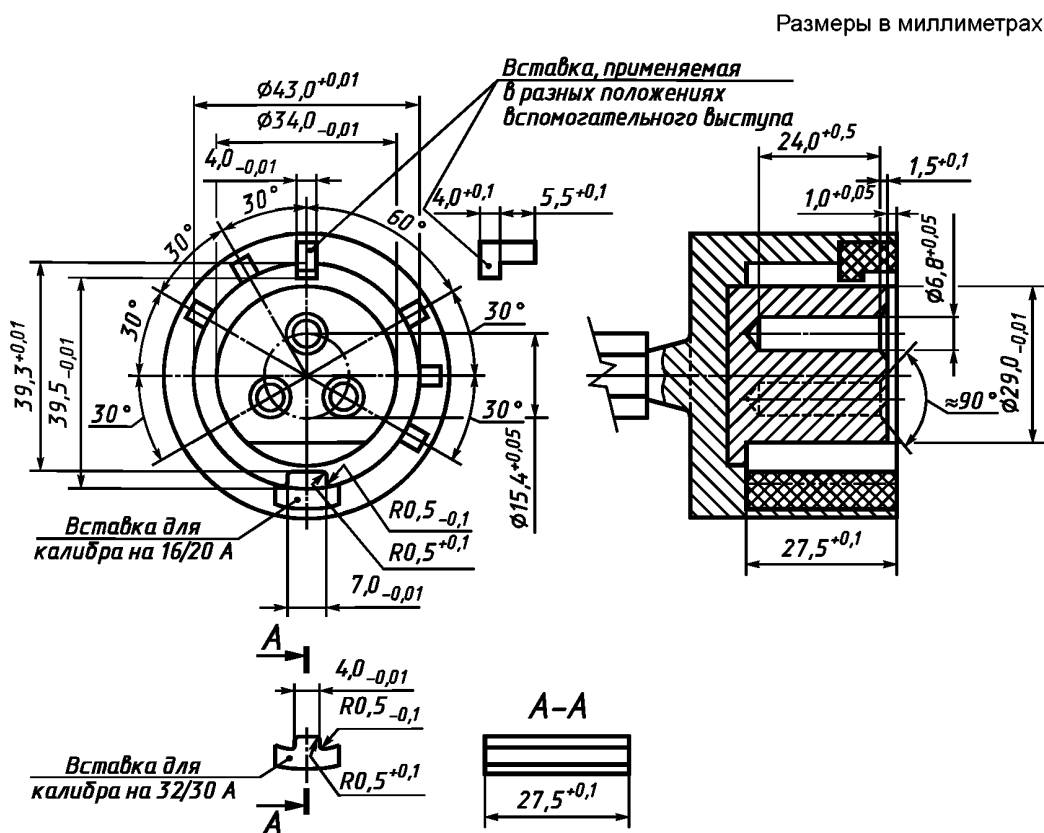 Размеры в миллиметрах
Вставка, применяемая
в разных положениях
вспомогательного выступа
Ø43,0+0,01
Ø34,0-0,01
4,0-0,01
30°
30°
30°
30°
60°
30°
30°
4,0+0,1
5,5+0,1
24,0+0,5
1,5+0,1
1,0+0,05
Ø6,8+0,05
Ø29,0-0,01
≈90°
39,3+0,01
39,5-0,01
Ø15,4+0,05
R0,5-0,1
R0,5+0,1
Вставка для
калибра на 16/20 А
7,0-0,01
27,5+0,1
А
4,0-0,01
R0,5-0,1
R0,5+0,1
Вставка для
калибра на 32/30 А
А
А-А
27,5+0,1